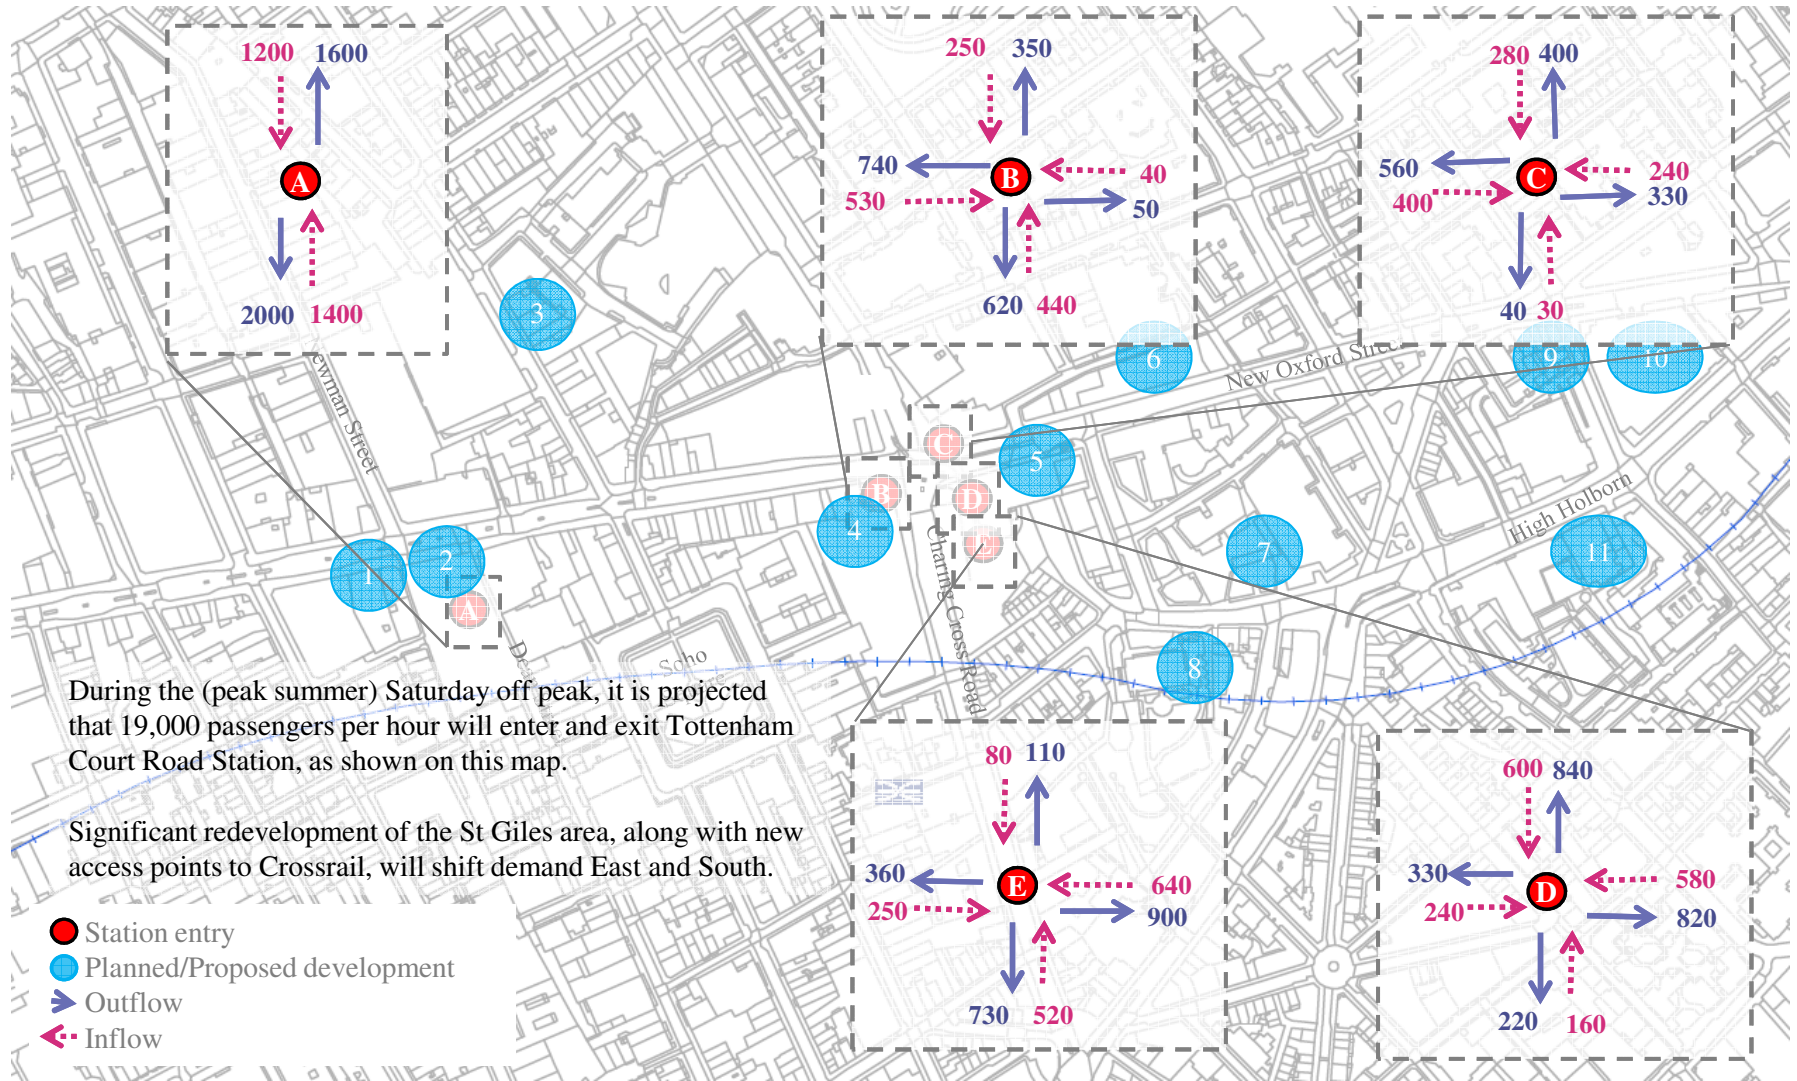 1200 1600
A
2000 1400
250 350
740
B
40
530
50
620 440
280 400
560
C
240
400
330
40 30
3
6
9
10
New Oxford Street
Newman Street
C
5
B
D
4
E
High Holborn
7
11
1
2
A
Charing Cross Road
Soho
8
During the (peak summer) Saturday off peak, it is projected
that 19,000 passengers per hour will enter and exit Tottenham
Court Road Station, as shown on this map.
Significant redevelopment of the St Giles area, along with new
access points to Crossrail, will shift demand East and South.
80 110
360
E
640
250
900
730 520
600 840
330
D
580
240
820
220 160
Station entry
Planned/Proposed development
Outflow
Inflow